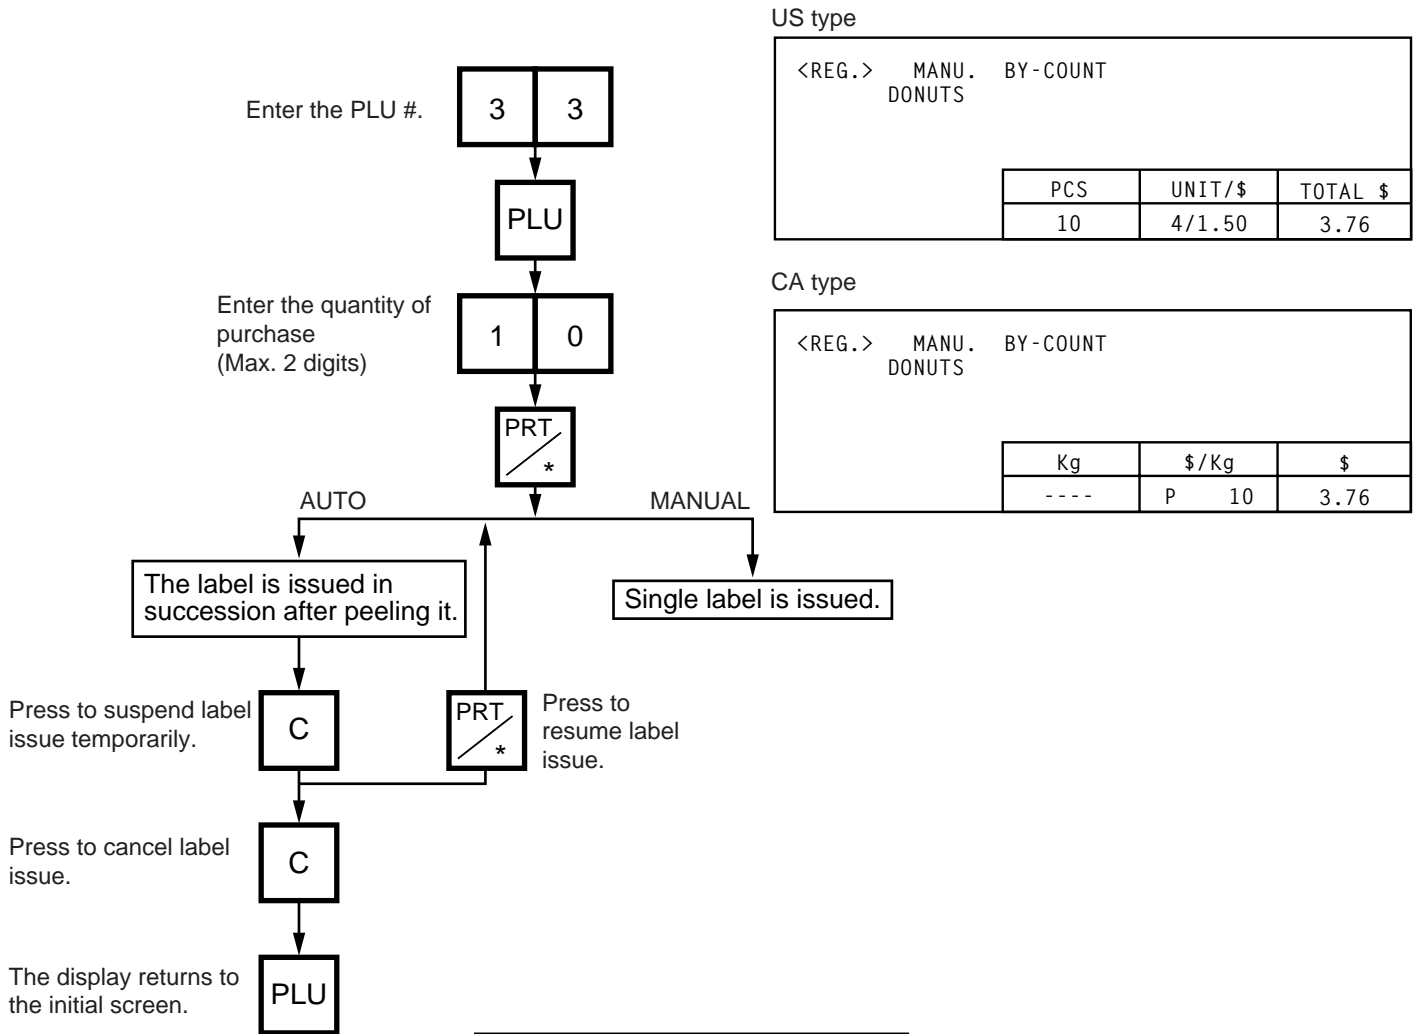 US type
<REG.> MANU. BY-COUNT
DONUTS
PCS UNIT/$ TOTAL $
10 4/1.50 3.76
CA type
<REG.> MANU. BY-COUNT
DONUTS
Kg $/Kg $
---- P 10 3.76
Enter the PLU #.
3 3
PLU
Enter the quantity of
purchase
(Max. 2 digits)
1 0
PRT
*
AUTO
MANUAL
The label is issued in
succession after peeling it.
Single label is issued.
Press to suspend label
issue temporarily.
C
PRT
*
Press to
resume label
issue.
Press to cancel label
issue.
C
The display returns to
the initial screen.
PLU